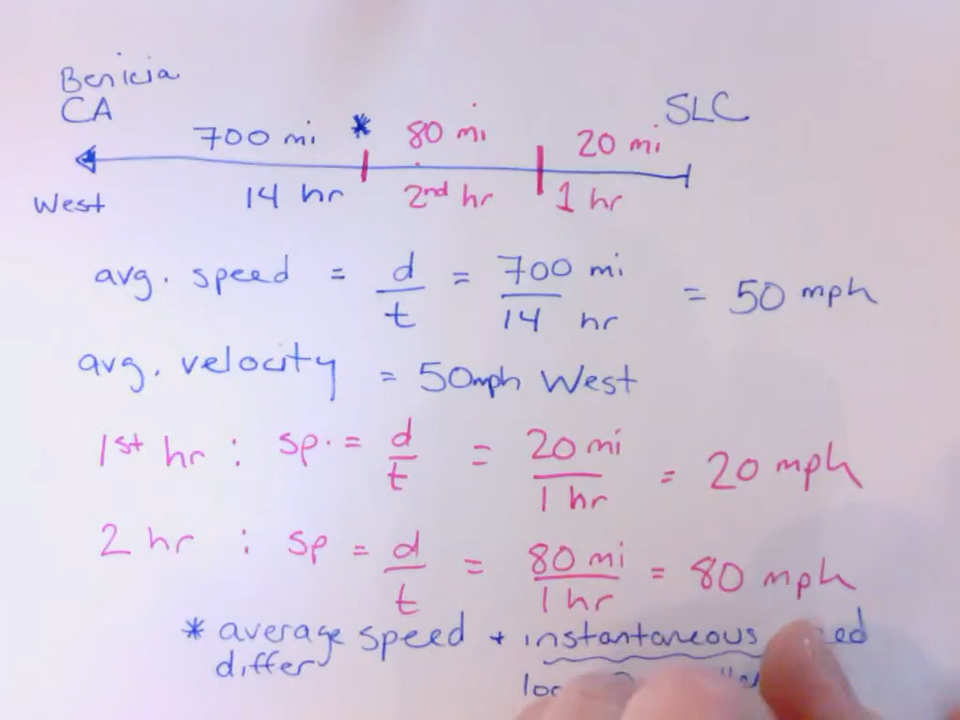 Benicia
CA
SLC
700 mi * 80 mi 20 mi
West 14 hr 2nd hr 1 hr
avg. speed = d/t = 700 mi/14 hr = 50 mph
avg. velocity = 50mph West
1st hr : sp. = d/t = 20 mi/1 hr = 20 mph
2 hr : sp = d/t = 80 mi/1 hr = 80 mph
* average speed + instantaneous
differ